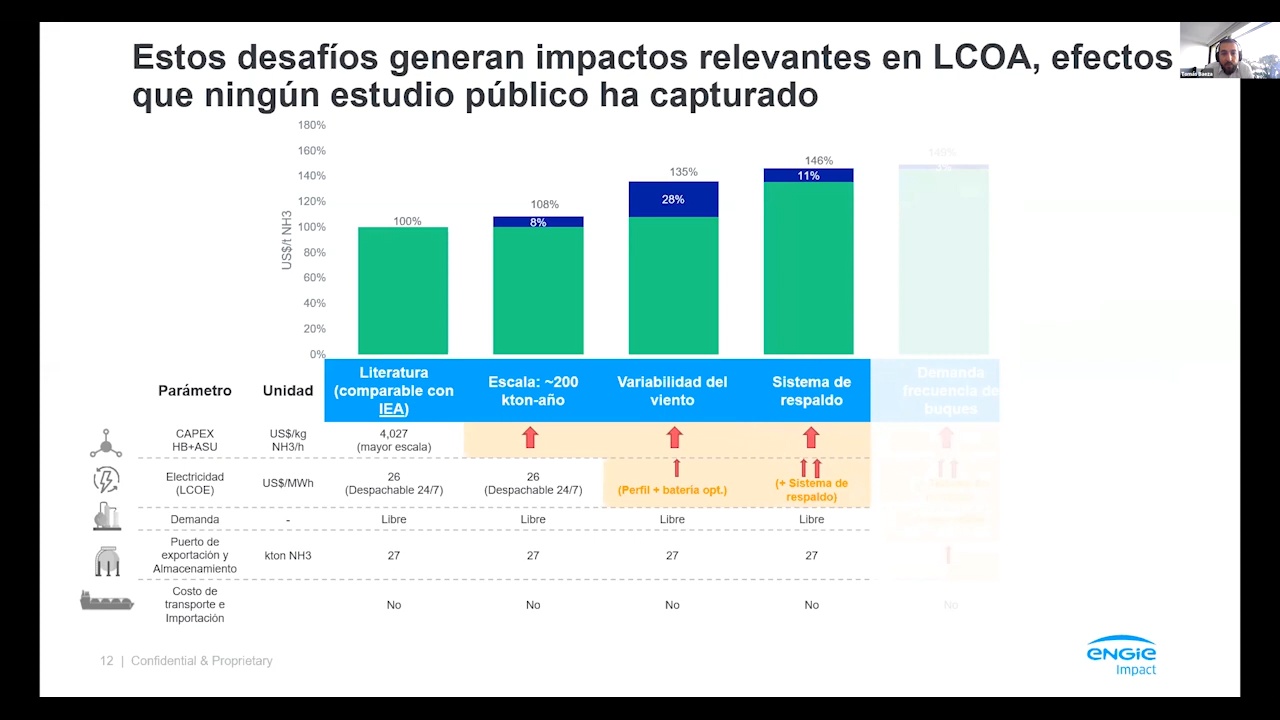 Estos desafíos generan impactos relevantes en LCOA, efectos
que ningún estudio público ha capturado
Tomás Baeza
US$/t NH3
180%
160%
140%
120%
100%
80%
60%
40%
20%
0%
100%
108%
8%
135%
28%
146%
11%
149%
3%
Parámetro
Unidad
Literatura
(comparable con
IEA)
Escala: ~200
kton-año
Variabilidad del
viento
Sistema de
respaldo
Demanda
frecuencia de
buques
CAPEX
HB+ASU
US$/kg
NH3/h
4,027
(mayor escala)
Electricidad
(LCOE)
US$/MWh
26
(Despachable 24/7)
26
(Despachable 24/7)
(Perfil + batería opt.)
(+ Sistema de
respaldo)
Demanda
-
Libre
Libre
Libre
Libre
Puerto de
exportación y
Almacenamiento
kton NH3
27
27
27
27
Costo de
transporte e
Importación
No
No
No
No
No
12 | Confidential & Proprietary
ENGIE
Impact